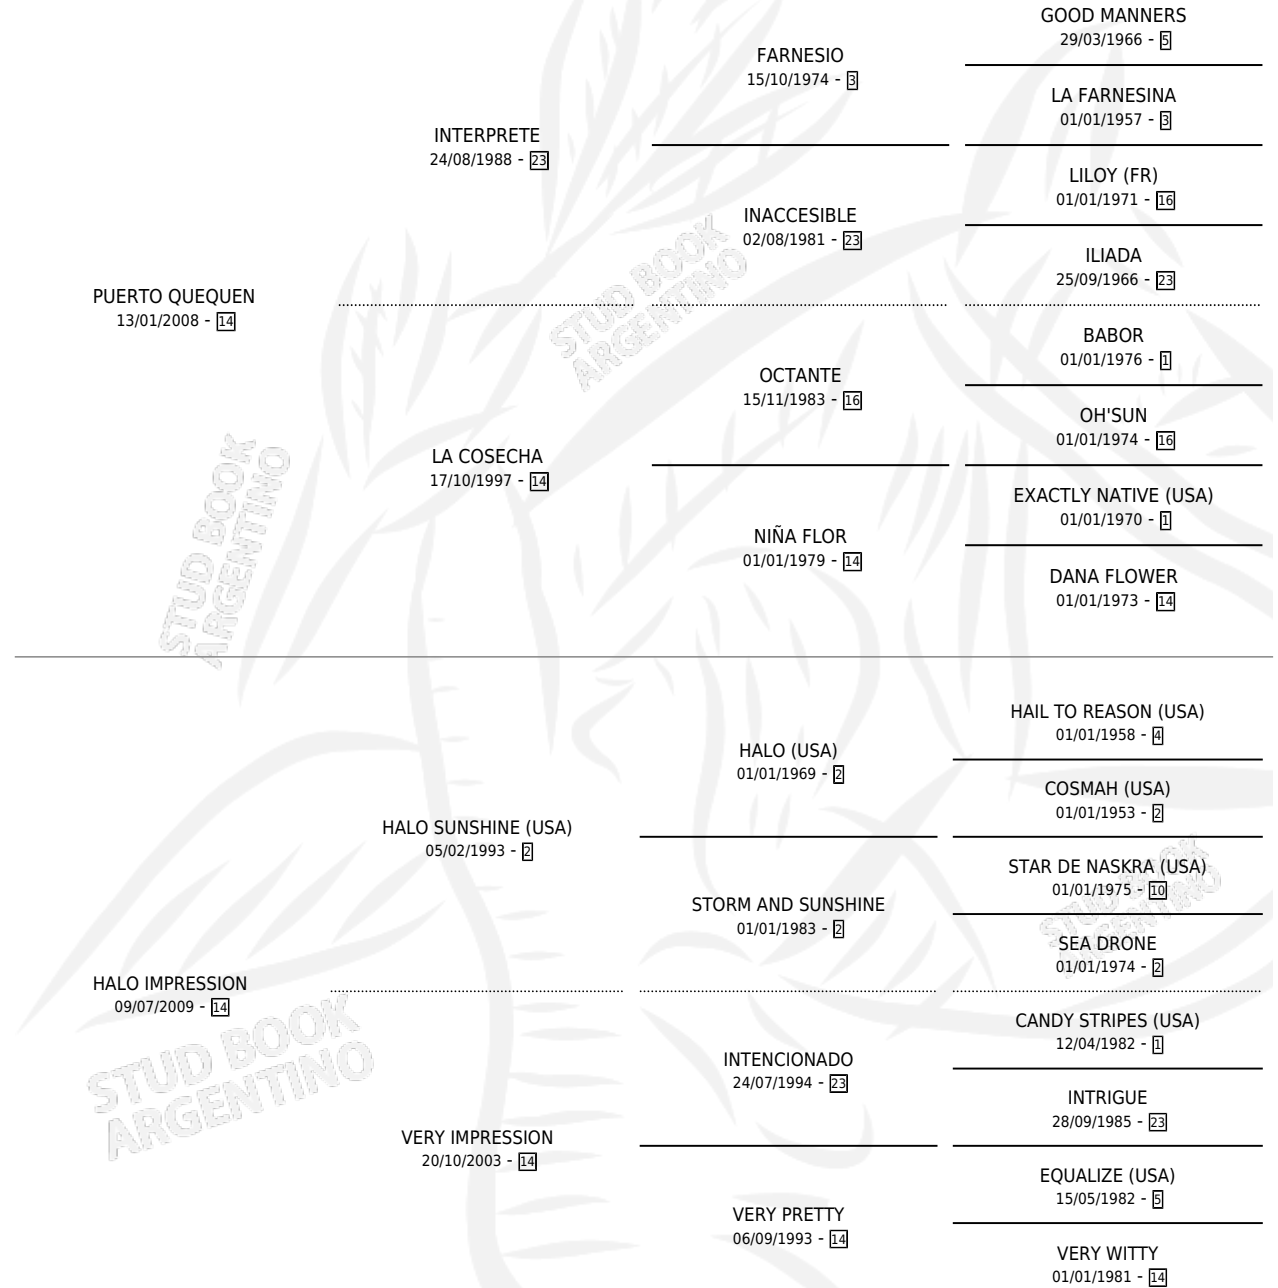 GOOD MANNERS
29/03/1966 - 5
FARNESIO
15/10/1974 - 3
LA FARNESINA
01/01/1957 - 3
INTERPRETE
24/08/1988 - 23
LILOY (FR)
01/01/1971 - 16
INACCESIBLE
02/08/1981 - 23
ILIADA
25/09/1966 - 23
PUERTO QUEQUEN
13/01/2008 - 14
BABOR
01/01/1976 - 1
OCTANTE
15/11/1983 - 16
OH'SUN
01/01/1974 - 16
LA COSECHA
17/10/1997 - 14
EXACTLY NATIVE (USA)
01/01/1970 - 1
NIÑA FLOR
01/01/1979 - 14
DANA FLOWER
01/01/1973 - 14
HAIL TO REASON (USA)
01/01/1958 - 4
HALO (USA)
01/01/1969 - 2
COSMAH (USA)
01/01/1953 - 2
HALO SUNSHINE (USA)
05/02/1993 - 2
STAR DE NASKRA (USA)
01/01/1975 - 10
STORM AND SUNSHINE
01/01/1983 - 2
SEA DRONE
01/01/1974 - 2
HALO IMPRESSION
09/07/2009 - 14
CANDY STRIPES (USA)
12/04/1982 - 1
INTENCIONADO
24/07/1994 - 23
INTRIGUE
28/09/1985 - 23
VERY IMPRESSION
20/10/2003 - 14
EQUALIZE (USA)
15/05/1982 - 5
VERY PRETTY
06/09/1993 - 14
VERY WITTY
01/01/1981 - 14
STUD BOOK
ARGENTINO
STUD BOOK
ARGENTINO
STUD BOOK
ARGENTINO
STUD BOOK
ARGENTINO